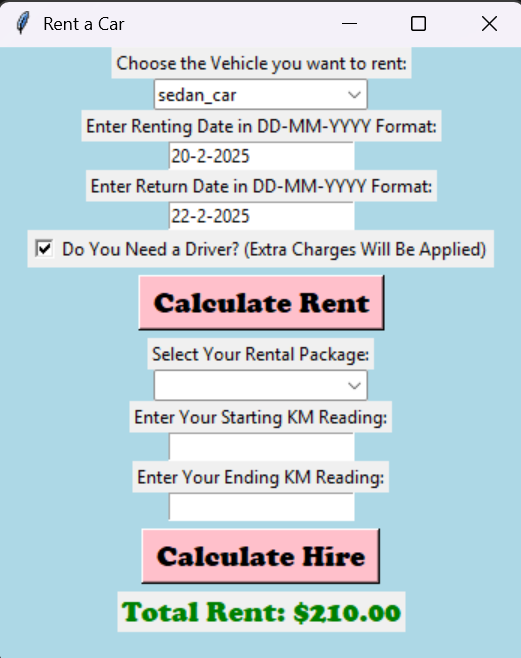 Rent a Car
Choose the Vehicle you want to rent:
sedan_car
Enter Renting Date in DD-MM-YYYY Format:
20-2-2025
Enter Return Date in DD-MM-YYYY Format:
22-2-2025
Do You Need a Driver? (Extra Charges Will Be Applied)
Calculate Rent
Select Your Rental Package:
Enter Your Starting KM Reading:
Enter Your Ending KM Reading:
Calculate Hire
Total Rent: $210.00